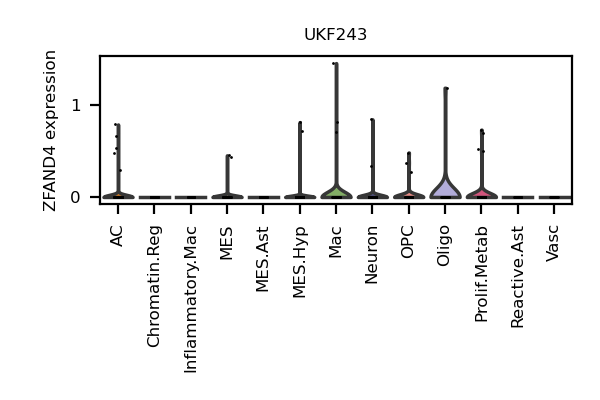 UKF243
ZFAND4 expression
1
0
AC
Chromatin.Reg
Inflammatory.Mac
MES
MES.Ast
MES.Hyp
Mac
Neuron
OPC
Oligo
Prolif.Metab
Reactive.Ast
Vasc